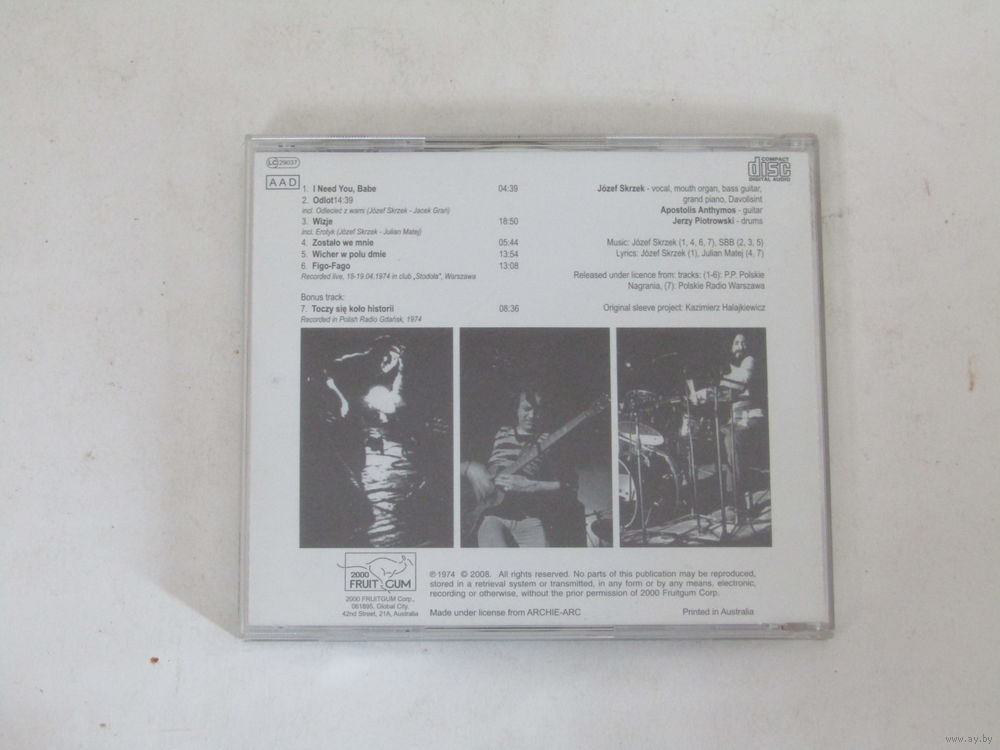 LC 29037
AAD
COMPACT
disc
DIGITAL AUDIO
1. I Need You, Babe 04:39
2. Odlot14:39
incl. Odlecieć z wami (Józef Skrzek - Jacek Grań)
3. Wizje 18:50
incl. Erotyk (Józef Skrzek - Julian Matej)
4. Zostało we mnie 05:44
5. Wicher w polu dmie 13:54
6. Figo-Fago 13:08
Recorded live, 18-19.04.1974 in club „Stodoła", Warszawa
Bonus track:
7. Toczy się koło historii 08:36
Recorded in Polish Radio Gdańsk, 1974
Józef Skrzek - vocal, mouth organ, bass guitar,
grand piano, Davolisint
Apostolis Anthymos - guitar
Jerzy Piotrowski - drums
Music: Józef Skrzek (1, 4, 6, 7), SBB (2, 3, 5)
Lyrics: Józef Skrzek (1), Julian Matej (4, 7)
Released under licence from: tracks: (1-6): P.P. Polskie
Nagrania, (7): Polskie Radio Warszawa
Original sleeve project: Kazimierz Hałajkiewicz
2000
FRUITGUM
2000 FRUITGUM Corp.,
061895, Global City,
42nd Street, 21A, Australia
℗1974 © 2008. All rights reserved. No parts of this publication may be reproduced,
stored in a retrieval system or transmitted, in any form or by any means, electronic,
recording or otherwise, without the prior permission of 2000 Fruitgum Corp.
Made under license from ARCHIE-ARC
Printed in Australia
www.ay.by